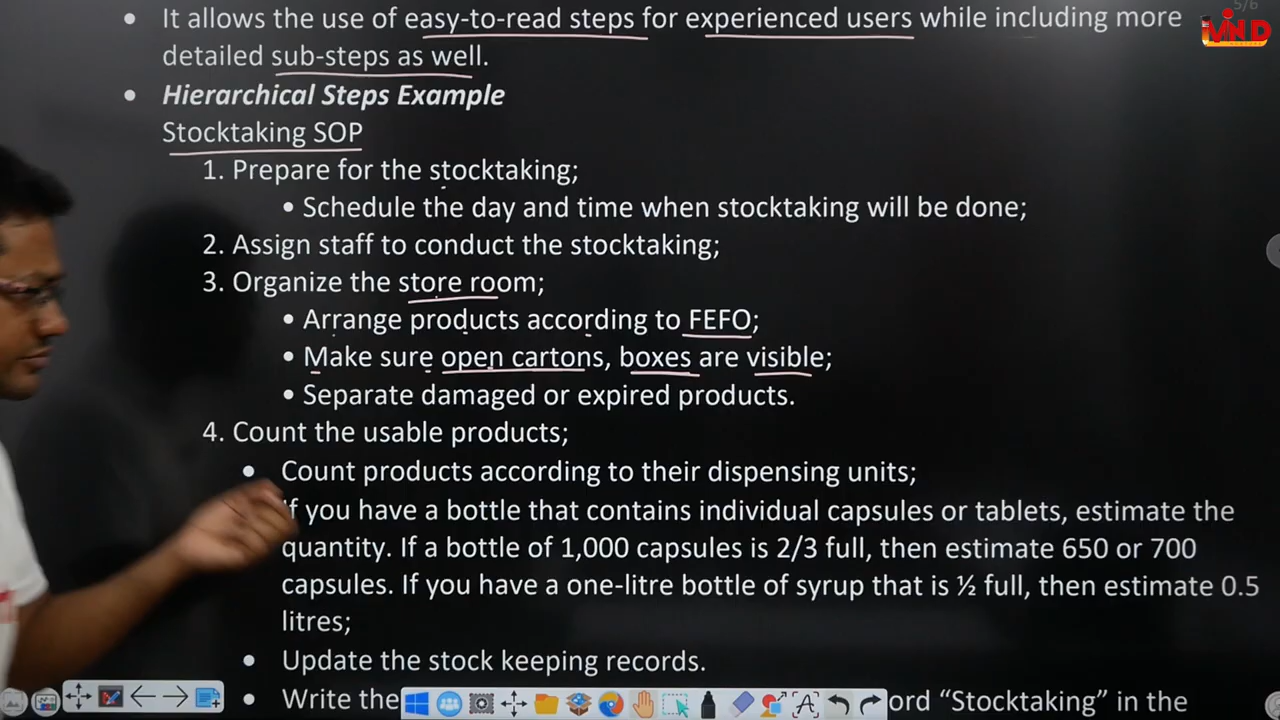 5/6
iVIND
• It allows the use of easy-to-read steps for experienced users while including more
detailed sub-steps as well.
• Hierarchical Steps Example
Stocktaking SOP
1. Prepare for the stocktaking;
• Schedule the day and time when stocktaking will be done;
2. Assign staff to conduct the stocktaking;
3. Organize the store room;
• Arrange products according to FEFO;
• Make sure open cartons, boxes are visible;
• Separate damaged or expired products.
4. Count the usable products;
• Count products according to their dispensing units;
If you have a bottle that contains individual capsules or tablets, estimate the
quantity. If a bottle of 1,000 capsules is 2/3 full, then estimate 650 or 700
capsules. If you have a one-litre bottle of syrup that is ½ full, then estimate 0.5
litres;
• Update the stock keeping records.
• Write the ord “Stocktaking” in the